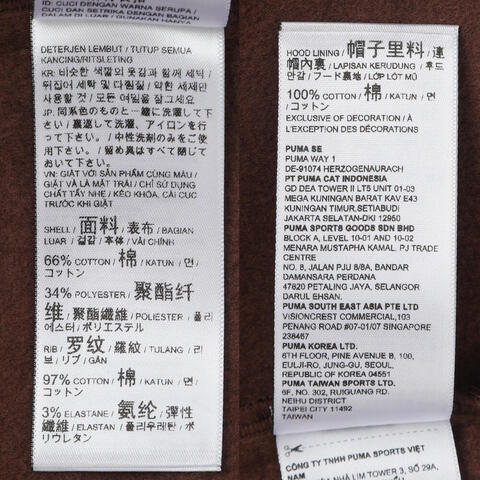 ID: CUCI DENGAN WARNA SERUPA /
CUCI DAN SETRIKA DENGAN BAGIAN
DALAM DI LUAR / GUNAKAN HANYA
DETERJEN LEMBUT / TUTUP SEMUA
KANCING/RITSLETING
KR: 비슷한 색깔의 옷감과 함께 세탁 /
뒤집어 세탁 및 다림질 / 약한 세제만
사용할 것 / 모든 여밈을 잠그세요
JP: 同系色のものと一緒に洗濯して下さ
い / 裏返して洗濯、アイロンを行
って下さい / 中性洗剤のみをご使
用下さい / 留め具はすべて閉じて
ください
VN: GIẶT VỚI SẢN PHẨM CÙNG MÀU /
GIẶT VÀ LÀ MẶT TRÁI / CHỈ SỬ DỤNG
CHẤT TẨY NHẸ / KÉO KHÓA, CÀI CÚC
TRƯỚC KHI GIẶT
SHELL / 面料 / 表布 / BAGIAN
LUAR / 겉감 / 本体 / VẢI CHÍNH
66% COTTON / 棉 / KATUN / 면 /
コットン
34% POLYESTER / 聚酯纤
维 / 聚酯纖維 / POLIESTER / 폴리
에스터 / ポリエステル
RIB / 罗纹 / 羅紋 / TULANG / 리
브 / リブ / GÂN
97% COTTON / 棉 / KATUN / 면 /
コットン
3% ELASTANE / 氨纶 / 彈性
纖維 / ELASTAN / 폴리우레탄 / ポ
リウレタン
HOOD LINING / 帽子里料 / 連
帽內裏 / LAPISAN KERUDUNG / 후드
안감 / フード裏地 / LỚP LÓT MŨ
100% COTTON / 棉 / KATUN / 면 /
コットン
EXCLUSIVE OF DECORATION / À
L'EXCEPTION DES DÉCORATIONS
PUMA SE
PUMA WAY 1
DE-91074 HERZOGENAURACH
PT PUMA CAT INDONESIA
GD DEA TOWER II LT5 UNIT 01-03
MEGA KUNINGAN BARAT KAV E43
KUNINGAN TIMUR,SETIABUDI
JAKARTA SELATAN-DKI 12950
PUMA SPORTS GOODS SDN BHD
BLOCK A, LEVEL 10-01 AND 10-02
MENARA MUSTAPHA KAMAL. PJ TRADE
CENTRE
NO. 8, JALAN PJU 8/8A, BANDAR
DAMANSARA PERDANA
47820 PETALING JAYA, SELANGOR
DARUL EHSAN
PUMA SOUTH EAST ASIA PTE LTD
VISIONCREST COMMERCIAL,103
PENANG ROAD #07-01/07 SINGAPORE
238467
PUMA KOREA LTD.
6TH FLOOR, PINE AVENUE B, 100,
EULJI-RO, JUNG-GU, SEOUL,
REPUBLIC OF KOREA 04551
PUMA TAIWAN SPORTS LTD.
6F, NO. 302, RUIGUANG RD.
NEIHU DISTRICT
TAIPEI CITY 11492
TAIWAN
CÔNG TY TNHH PUMA SPORTS VIỆT
NAM
NHÀ LIM TOWER 3, SỐ 29A,